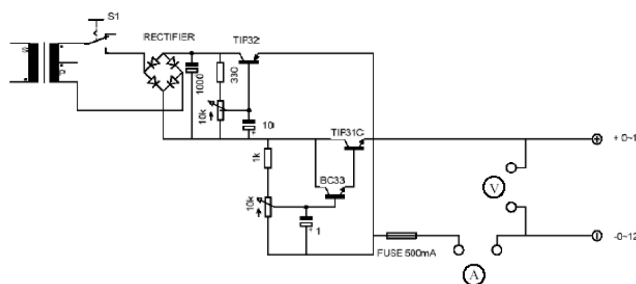 S1
RECTIFIER
TIP32
S
P
1000
330
10k
10
TIP31C
+ 0~1
1k
BC33
V
10k
1
-0~12
FUSE 500mA
A